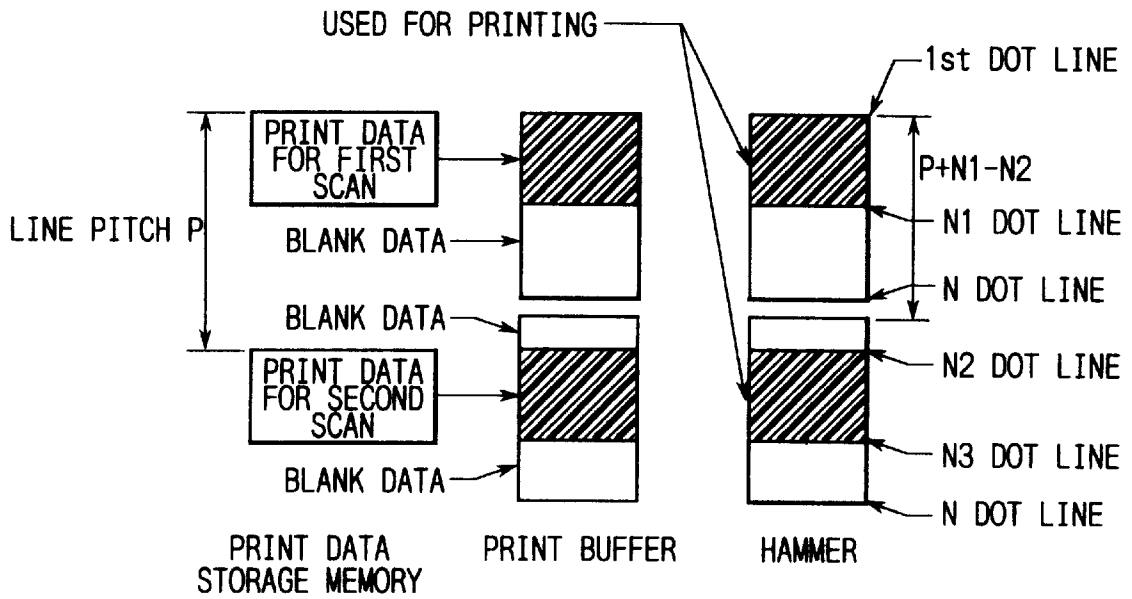 USED FOR PRINTING
1st DOT LINE
PRINT DATA
FOR FIRST
SCAN
P+N1-N2
LINE PITCH P
N1 DOT LINE
BLANK DATA
N DOT LINE
BLANK DATA
N2 DOT LINE
PRINT DATA
FOR SECOND
SCAN
N3 DOT LINE
BLANK DATA
N DOT LINE
PRINT DATA
STORAGE MEMORY
PRINT BUFFER
HAMMER